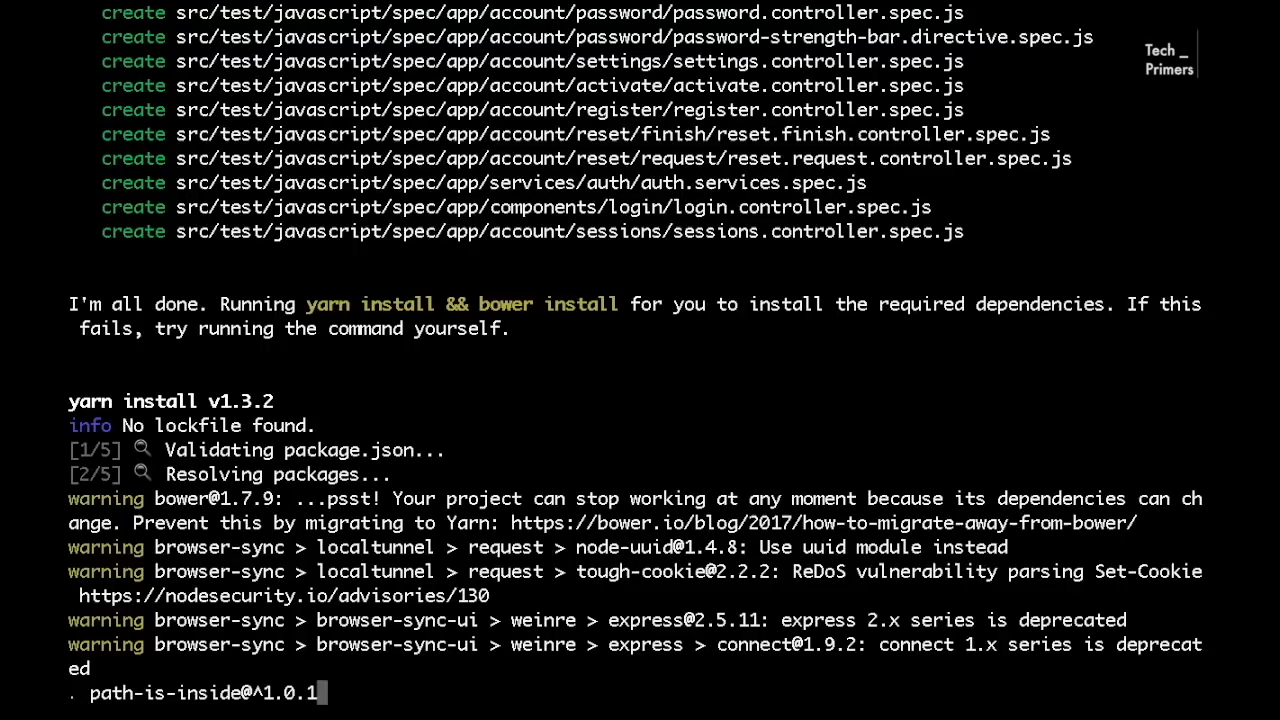 create src/test/javascript/spec/app/account/password/password.controller.spec.js
create src/test/javascript/spec/app/account/password/password-strength-bar.directive.spec.js
create src/test/javascript/spec/app/account/settings/settings.controller.spec.js
create src/test/javascript/spec/app/account/activate/activate.controller.spec.js
create src/test/javascript/spec/app/account/register/register.controller.spec.js
create src/test/javascript/spec/app/account/reset/finish/reset.finish.controller.spec.js
create src/test/javascript/spec/app/account/reset/request/reset.request.controller.spec.js
create src/test/javascript/spec/app/services/auth/auth.services.spec.js
create src/test/javascript/spec/app/components/login/login.controller.spec.js
create src/test/javascript/spec/app/account/sessions/sessions.controller.spec.js
Tech _
Primers
I'm all done. Running yarn install && bower install for you to install the required dependencies. If this
fails, try running the command yourself.
yarn install v1.3.2
info No lockfile found.
[1/5] 🔍 Validating package.json...
[2/5] 🔍 Resolving packages...
warning bower@1.7.9: ...psst! Your project can stop working at any moment because its dependencies can ch
ange. Prevent this by migrating to Yarn: https://bower.io/blog/2017/how-to-migrate-away-from-bower/
warning browser-sync > localtunnel > request > node-uuid@1.4.8: Use uuid module instead
warning browser-sync > localtunnel > request > tough-cookie@2.2.2: ReDoS vulnerability parsing Set-Cookie
https://nodesecurity.io/advisories/130
warning browser-sync > browser-sync-ui > weinre > express@2.5.11: express 2.x series is deprecated
warning browser-sync > browser-sync-ui > weinre > express > connect@1.9.2: connect 1.x series is deprecat
ed
. path-is-inside@^1.0.1